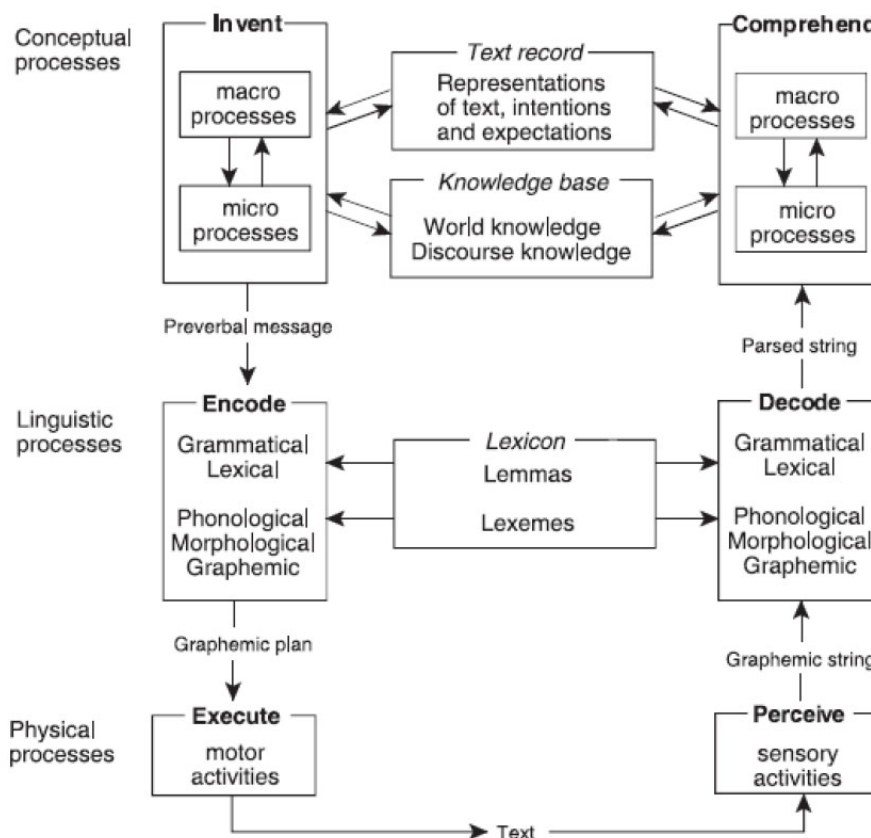 Conceptual
processes
Invent
macro
processes
micro
processes
Text record
Representations
of text, intentions
and expectations
Knowledge base
World knowledge
Discourse knowledge
Comprehend
macro
processes
micro
processes
Preverbal message
Parsed string
Linguistic
processes
Encode
Grammatical
Lexical
Phonological
Morphological
Graphemic
Lexicon
Lemmas
Lexemes
Decode
Grammatical
Lexical
Phonological
Morphological
Graphemic
Graphemic plan
Graphemic string
Physical
processes
Execute
motor
activities
Perceive
sensory
activities
Text